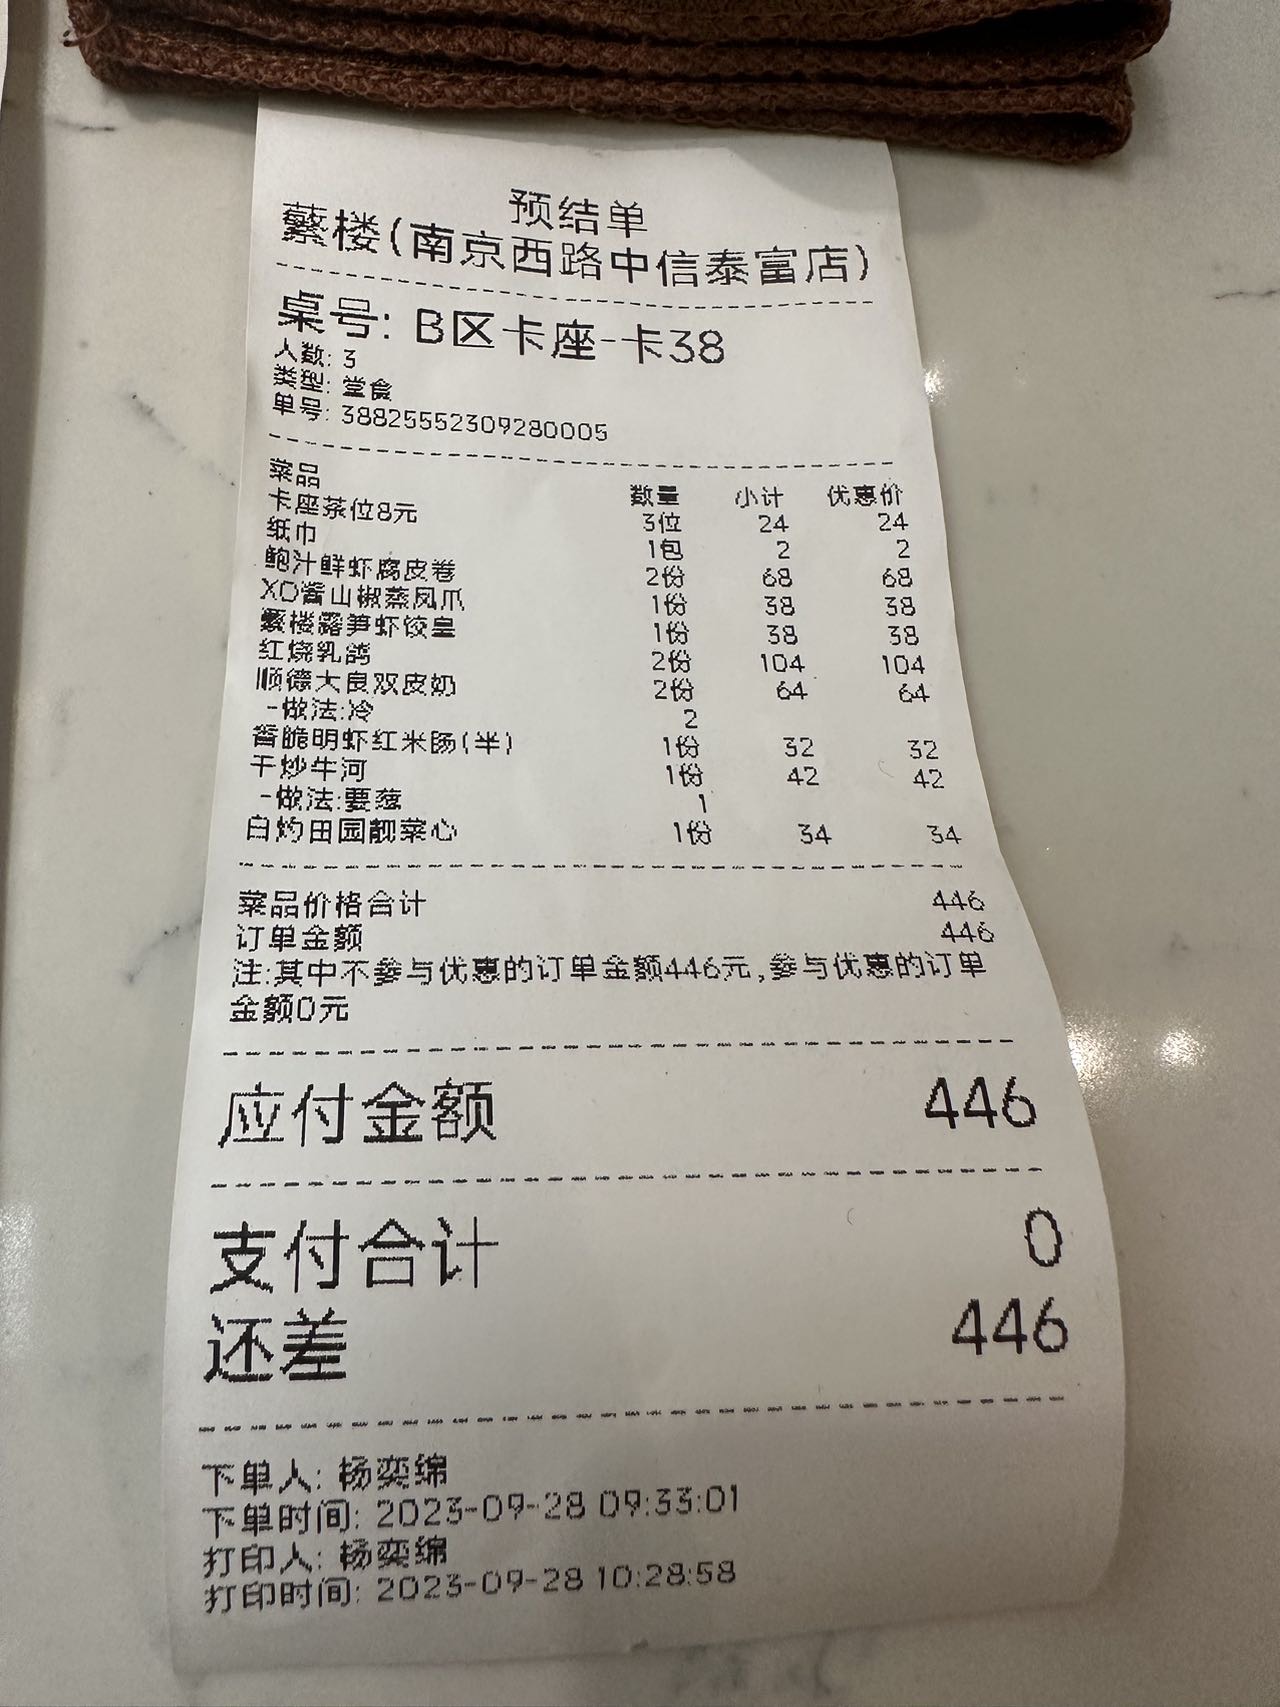 预结单
蘩楼(南京西路中信泰富店)
桌号: B区卡座-卡38
人数: 3
类型: 堂食
单号: 38825552309280005
菜品 数量 小计 优惠价
卡座茶位8元 3位 24 24
纸巾 1包 2 2
鲍汁鲜虾腐皮卷 2份 68 68
XO酱山椒蒸凤爪 1份 38 38
蘩楼露笋虾饺皇 1份 38 38
红烧乳鸽 2份 104 104
顺德大良双皮奶 2份 64 64
-做法:冷 2
香脆明虾红米肠(半) 1份 32 32
干炒牛河 1份 42 42
-做法:要葱 1
白灼田园靓菜心 1份 34 34
菜品价格合计 446
订单金额 446
注:其中不参与优惠的订单金额446元,参与优惠的订单
金额0元
应付金额 446
支付合计 0
还差 446
下单人: 杨奕绵
下单时间: 2023-09-28 09:33:01
打印人: 杨奕绵
打印时间: 2023-09-28 10:28:58